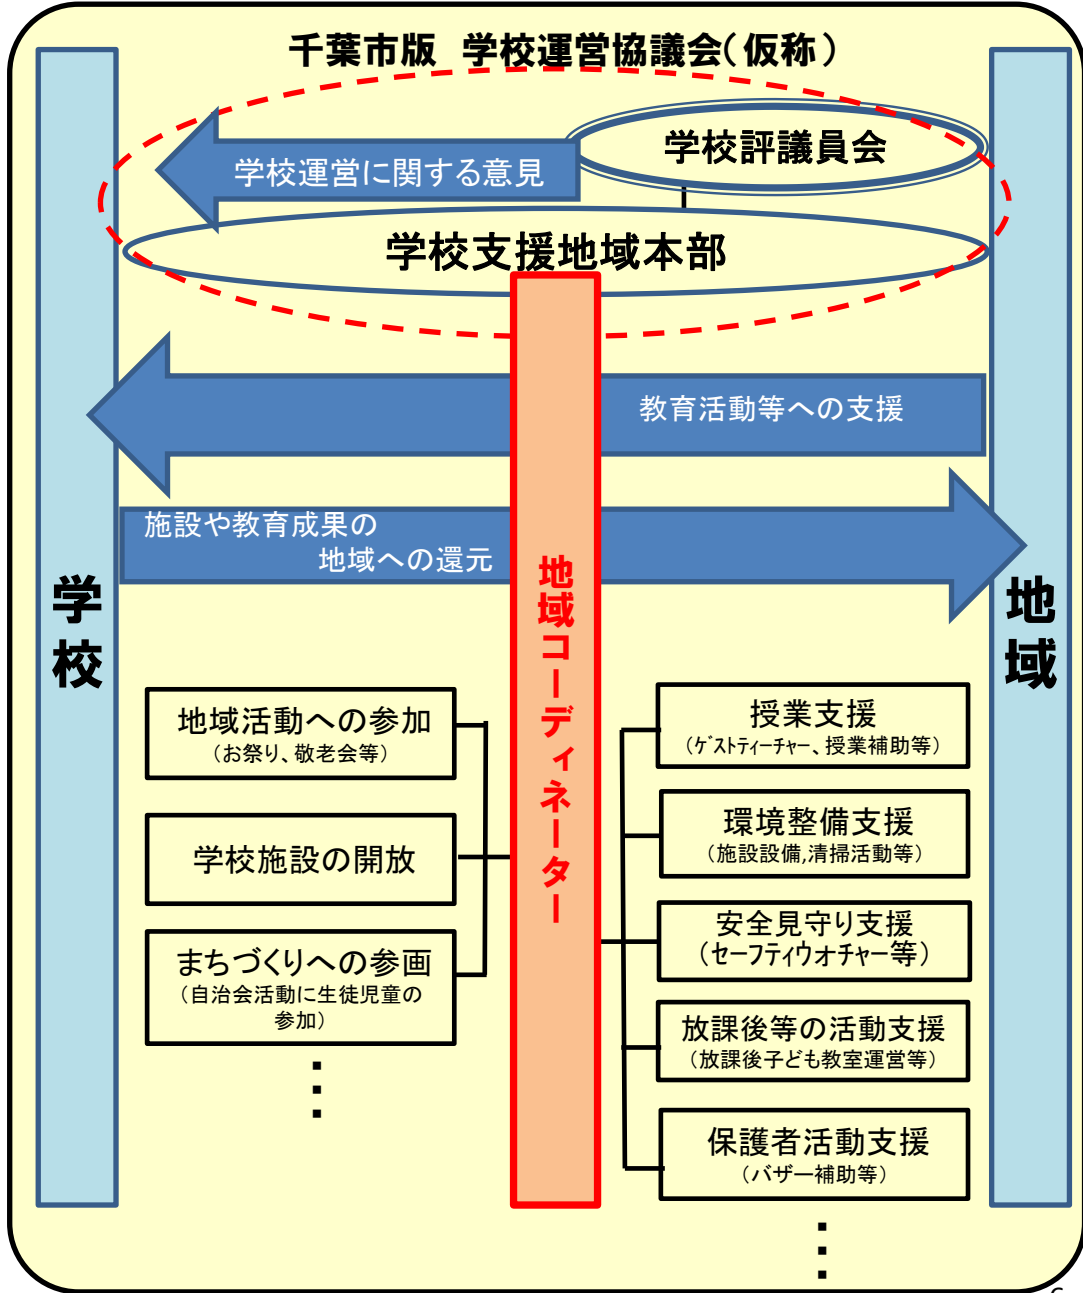 千葉市版 学校運営協議会(仮称)
学校評議員会
学校運営に関する意見
学校支援地域本部
教育活動等への支援
施設や教育成果の
地域への還元
学校
地域
地域コーディネーター
地域活動への参加
(お祭り、敬老会等)
学校施設の開放
まちづくりへの参画
(自治会活動に生徒児童の
参加)
⋮
授業支援
(ｹﾞｽﾄティーチャー、授業補助等)
環境整備支援
(施設設備,清掃活動等)
安全見守り支援
(セーフティウオチャー等)
放課後等の活動支援
(放課後子ども教室運営等)
保護者活動支援
(バザー補助等)
⋮